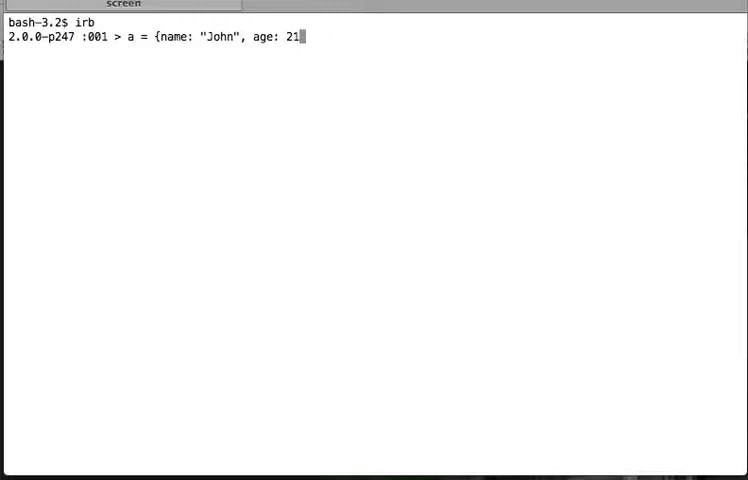 screen
bash-3.2$ irb
2.0.0-p247 :001 > a = {name: "John", age: 21